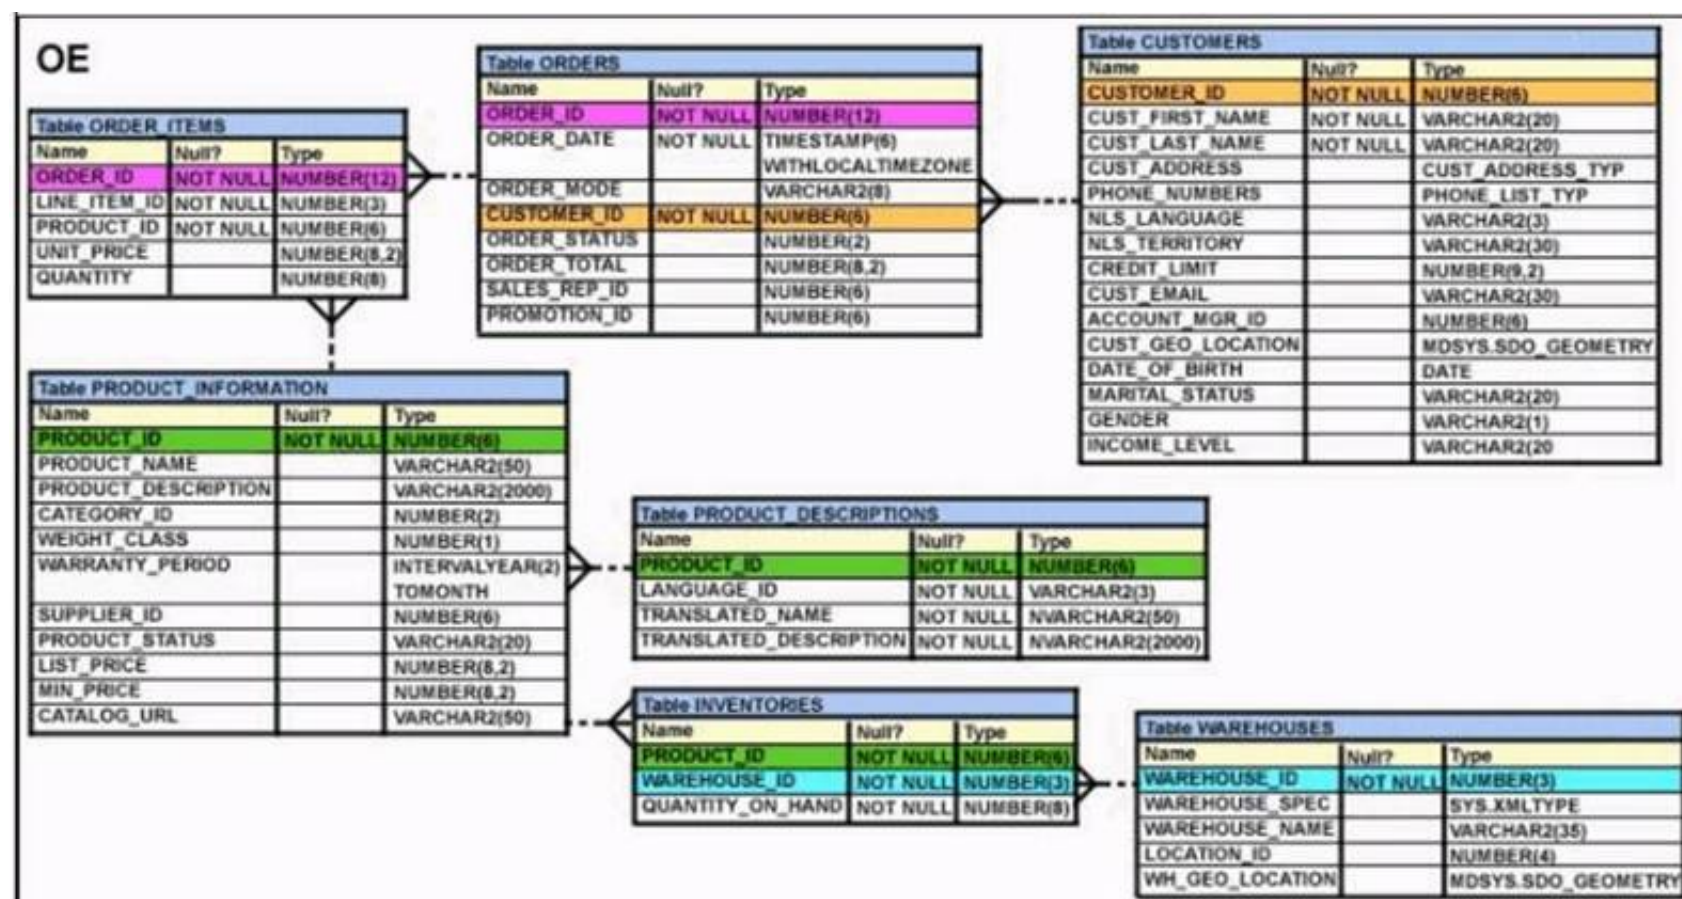 OE
Table ORDER_ITEMS
Name Null? Type
ORDER_ID NOT NULL NUMBER(12)
LINE_ITEM_ID NOT NULL NUMBER(3)
PRODUCT_ID NOT NULL NUMBER(6)
UNIT_PRICE NUMBER(8,2)
QUANTITY NUMBER(8)
Table ORDERS
Name Null? Type
ORDER_ID NOT NULL NUMBER(12)
ORDER_DATE NOT NULL TIMESTAMP(6)
WITHLOCALTIMEZONE
ORDER_MODE VARCHAR2(8)
CUSTOMER_ID NOT NULL NUMBER(6)
ORDER_STATUS NUMBER(2)
ORDER_TOTAL NUMBER(8,2)
SALES_REP_ID NUMBER(6)
PROMOTION_ID NUMBER(6)
Table CUSTOMERS
Name Null? Type
CUSTOMER_ID NOT NULL NUMBER(6)
CUST_FIRST_NAME NOT NULL VARCHAR2(20)
CUST_LAST_NAME NOT NULL VARCHAR2(20)
CUST_ADDRESS CUST_ADDRESS_TYP
PHONE_NUMBERS PHONE_LIST_TYP
NLS_LANGUAGE VARCHAR2(3)
NLS_TERRITORY VARCHAR2(30)
CREDIT_LIMIT NUMBER(9,2)
CUST_EMAIL VARCHAR2(30)
ACCOUNT_MGR_ID NUMBER(6)
CUST_GEO_LOCATION MDSYS.SDO_GEOMETRY
DATE_OF_BIRTH DATE
MARITAL_STATUS VARCHAR2(20)
GENDER VARCHAR2(1)
INCOME_LEVEL VARCHAR2(20
Table PRODUCT_INFORMATION
Name Null? Type
PRODUCT_ID NOT NULL NUMBER(6)
PRODUCT_NAME VARCHAR2(50)
PRODUCT_DESCRIPTION VARCHAR2(2000)
CATEGORY_ID NUMBER(2)
WEIGHT_CLASS NUMBER(1)
WARRANTY_PERIOD INTERVALYEAR(2)
TOMONTH
SUPPLIER_ID NUMBER(6)
PRODUCT_STATUS VARCHAR2(20)
LIST_PRICE NUMBER(8,2)
MIN_PRICE NUMBER(8,2)
CATALOG_URL VARCHAR2(50)
Table PRODUCT_DESCRIPTIONS
Name Null? Type
PRODUCT_ID NOT NULL NUMBER(6)
LANGUAGE_ID NOT NULL VARCHAR2(3)
TRANSLATED_NAME NOT NULL NVARCHAR2(50)
TRANSLATED_DESCRIPTION NOT NULL NVARCHAR2(2000)
Table INVENTORIES
Name Null? Type
PRODUCT_ID NOT NULL NUMBER(6)
WAREHOUSE_ID NOT NULL NUMBER(3)
QUANTITY_ON_HAND NOT NULL NUMBER(8)
Table WAREHOUSES
Name Null? Type
WAREHOUSE_ID NOT NULL NUMBER(3)
WAREHOUSE_SPEC SYS.XMLTYPE
WAREHOUSE_NAME VARCHAR2(35)
LOCATION_ID NUMBER(4)
WH_GEO_LOCATION MDSYS.SDO_GEOMETRY